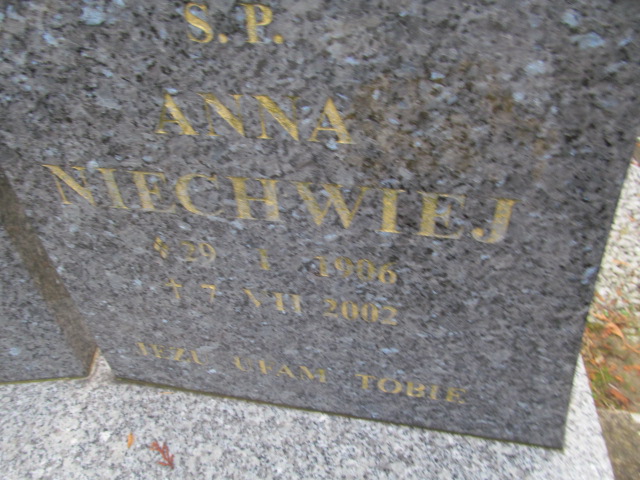 S.P.
ANNA
NIECHWIEJ
* 29 I 1906
† 7 VII 2002
JEZU UFAM TOBIE